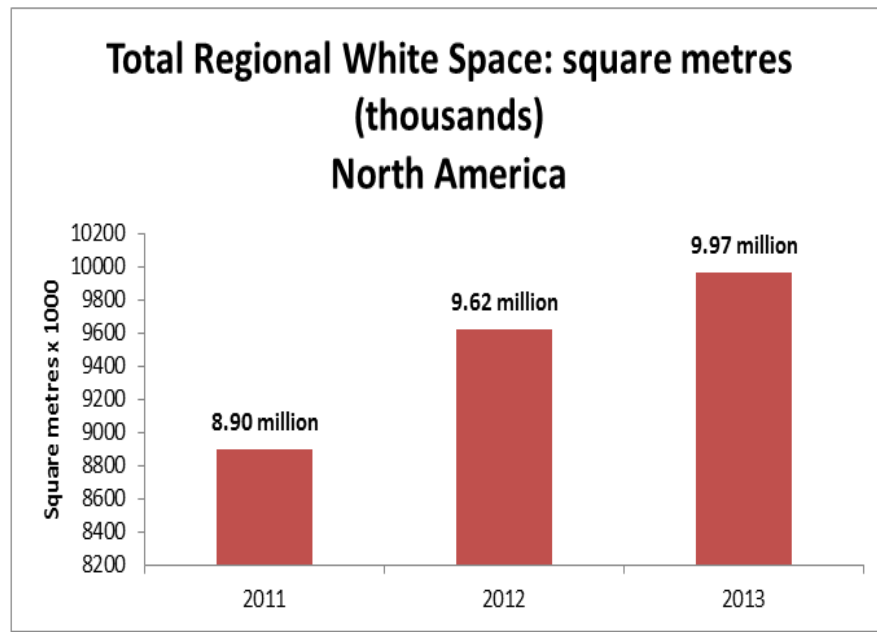 Total Regional White Space: square metres
(thousands)
North America
Square metres x 1000
10200
10000
9800
9600
9400
9200
9000
8800
8600
8400
8200
8.90 million
9.62 million
9.97 million
2011
2012
2013